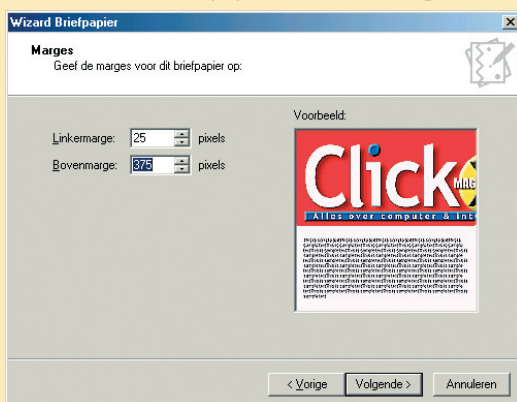 Wizard Briefpapier
Marges
Geef de marges voor dit briefpapier op:
Voorbeeld:
Linkermarge: 25 pixels
Bovenmarge: 375 pixels
Click
MAG
Alles over computer & Int
< Vorige Volgende > Annuleren